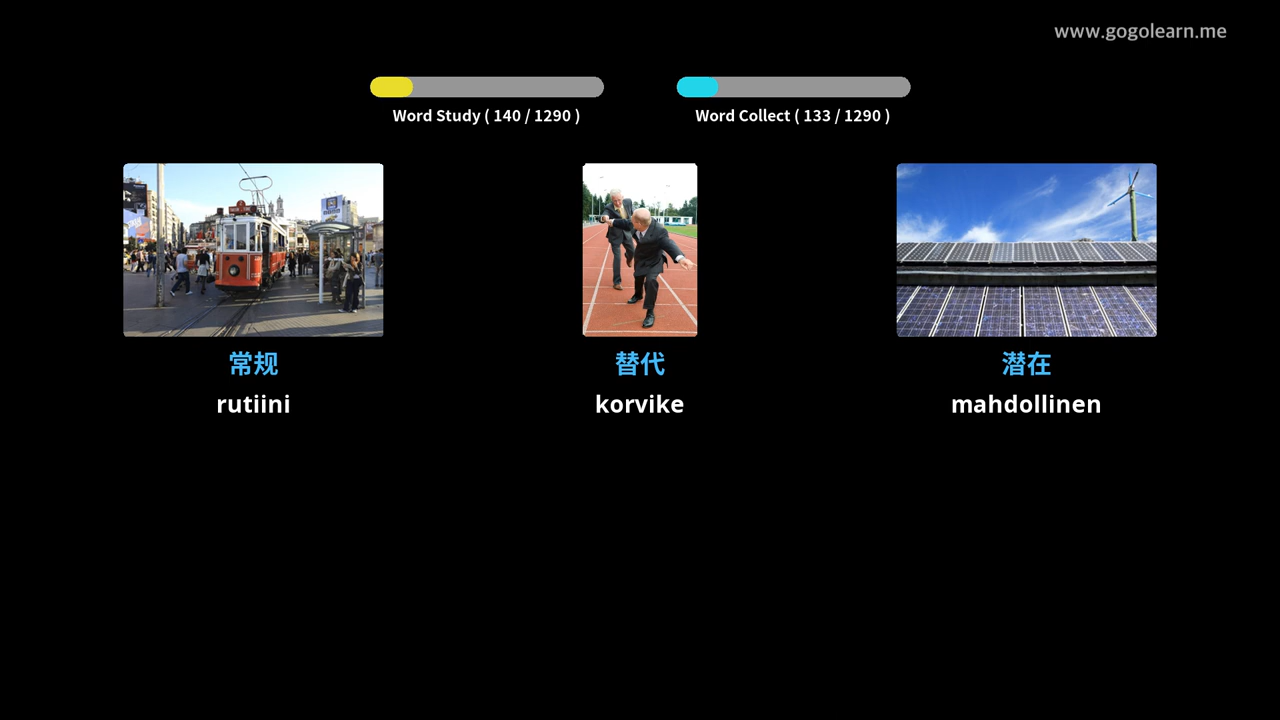 www.gogolearn.me
Word Study ( 140 / 1290 )
Word Collect ( 133 / 1290 )
常规
替代
潜在
rutiini
korvike
mahdollinen